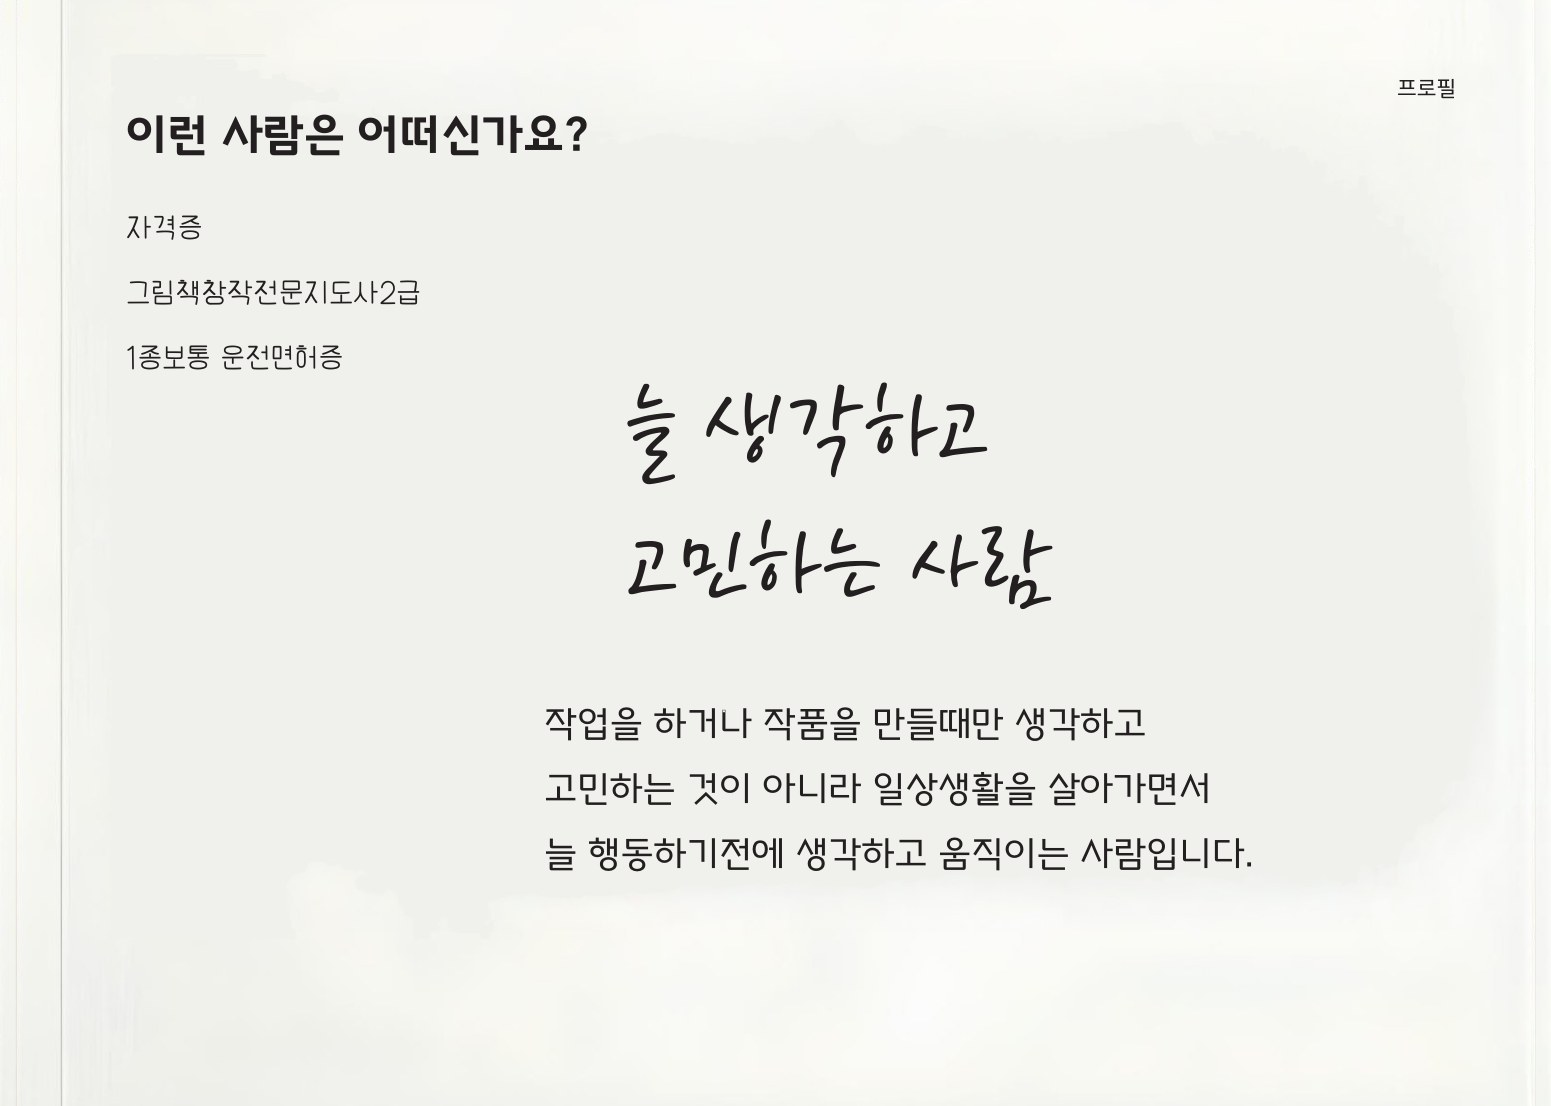 프로필
이런 사람은 어떠신가요?
자격증
그림책창작전문지도사2급
1종보통 운전면허증
늘 생각하고
고민하는 사람
작업을 하거나 작품을 만들때만 생각하고
고민하는 것이 아니라 일상생활을 살아가면서
늘 행동하기전에 생각하고 움직이는 사람입니다.